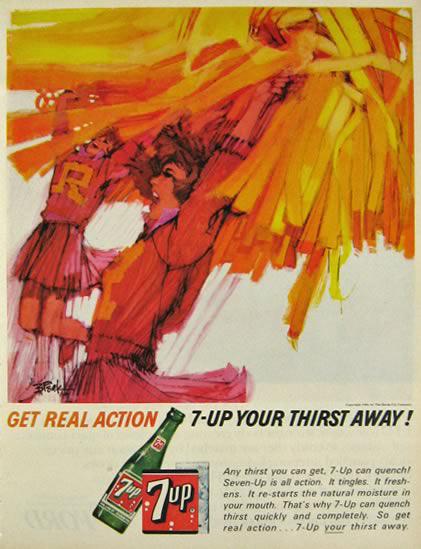 R
B Peak
GET REAL ACTION 7-UP YOUR THIRST AWAY!
7up
7up
Any thirst you can get, 7-Up can quench!
Seven-Up is all action. It tingles. It fresh-
ens. It re-starts the natural moisture in
your mouth. That's why 7-Up can quench
thirst quickly and completely. So get
real action...7-Up your thirst away.